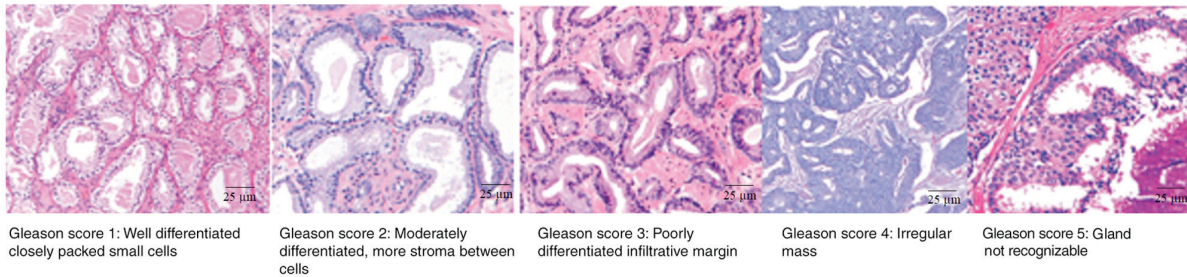 25 µm
25 µm
25 µm
25 µm
25 µm
Gleason score 1: Well differentiated
closely packed small cells
Gleason score 2: Moderately
differentiated, more stroma between
cells
Gleason score 3: Poorly
differentiated infiltrative margin
Gleason score 4: Irregular
mass
Gleason score 5: Gland
not recognizable